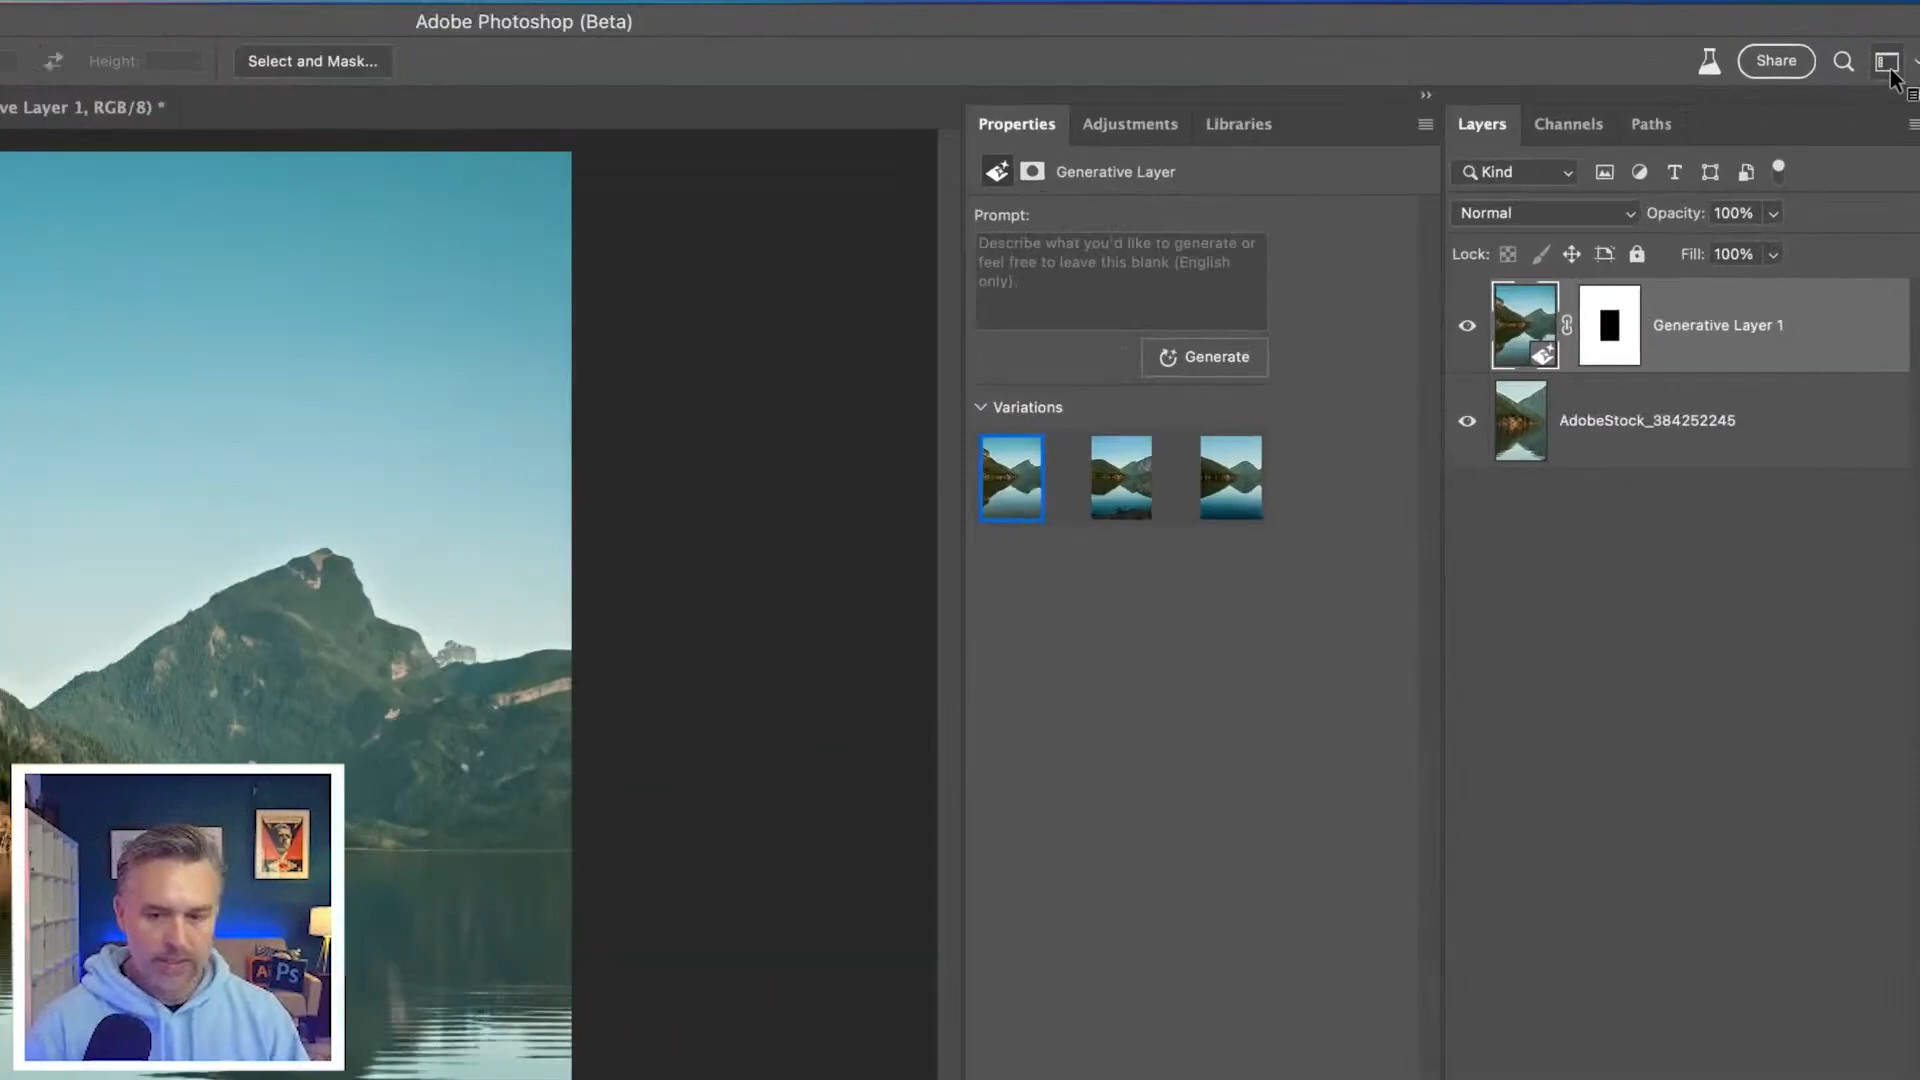 Adobe Photoshop (Beta)
Height:
Select and Mask...
Share
ve Layer 1, RGB/8) *
Properties
Adjustments
Libraries
Layers
Channels
Paths
Generative Layer
Kind
Prompt:
Normal
Opacity: 100%
Describe what you'd like to generate or
feel free to leave this blank (English
only).
Lock:
Fill: 100%
Generate
Generative Layer 1
Variations
AdobeStock_384252245
Ai
Ps